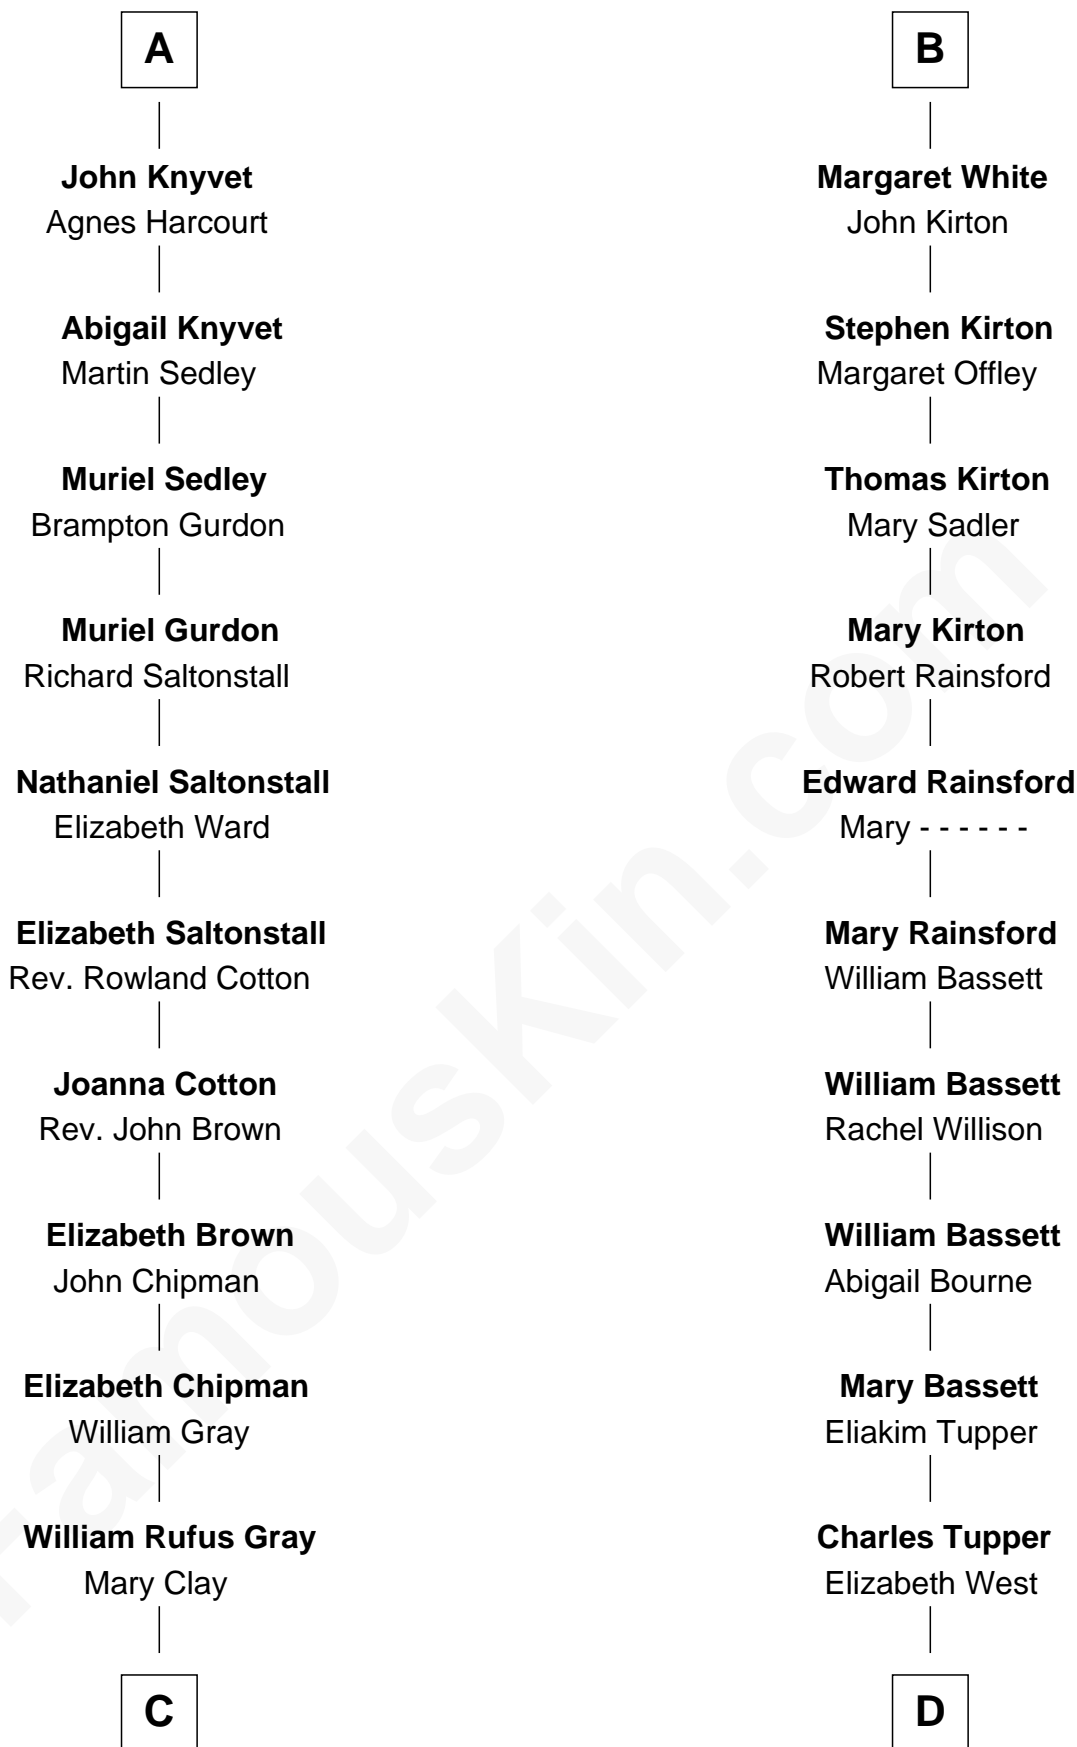 A
John Knyvet
Agnes Harcourt
Abigail Knyvet
Martin Sedley
Muriel Sedley
Brampton Gurdon
Muriel Gurdon
Richard Saltonstall
Nathaniel Saltonstall
Elizabeth Ward
Elizabeth Saltonstall
Rev. Rowland Cotton
Joanna Cotton
Rev. John Brown
Elizabeth Brown
John Chipman
Elizabeth Chipman
William Gray
William Rufus Gray
Mary Clay
C
B
Margaret White
John Kirton
Stephen Kirton
Margaret Offley
Thomas Kirton
Mary Sadler
Mary Kirton
Robert Rainsford
Edward Rainsford
Mary - - - - - -
Mary Rainsford
William Bassett
William Bassett
Rachel Willison
William Bassett
Abigail Bourne
Mary Bassett
Eliakim Tupper
Charles Tupper
Elizabeth West
D
FamousKin.com